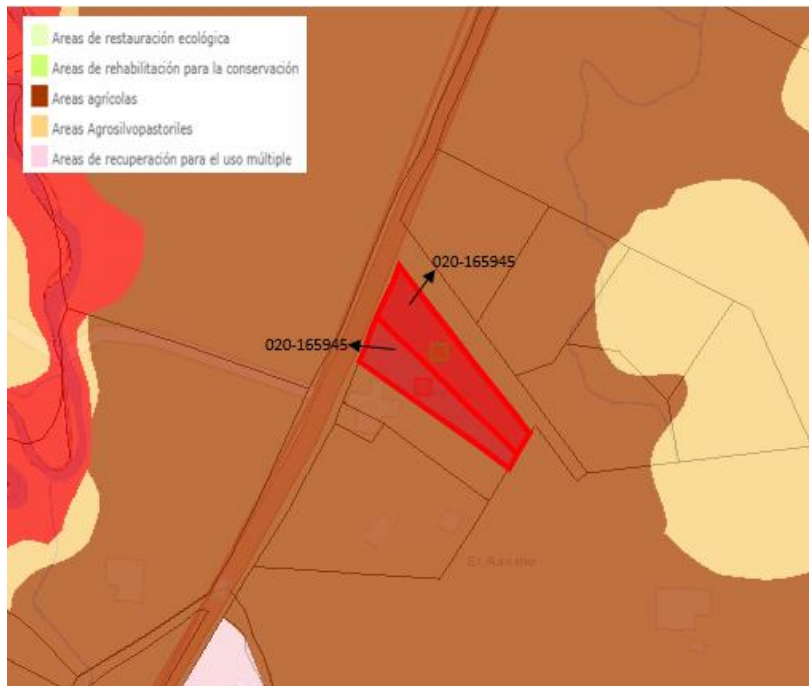 Areas de restauración ecológica
Areas de rehabilitación para la conservación
Areas agrícolas
Areas Agrosilvopastoriles
Areas de recuperación para el uso múltiple
020-165945
020-165945